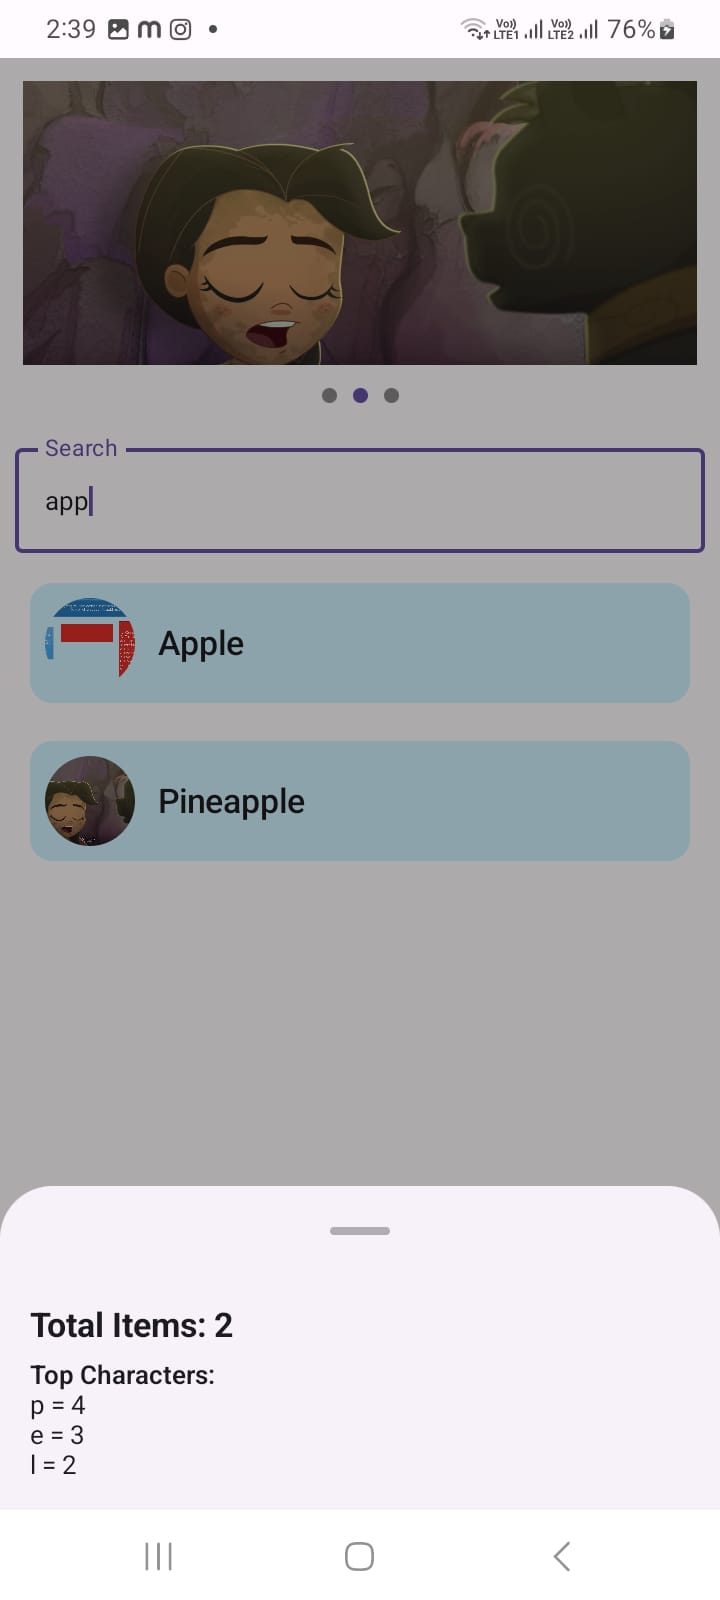 2:39 m Vo)) LTE1 Vo)) LTE2 76%
Search
app
Apple
Pineapple
Total Items: 2
Top Characters:
p = 4
e = 3
l = 2